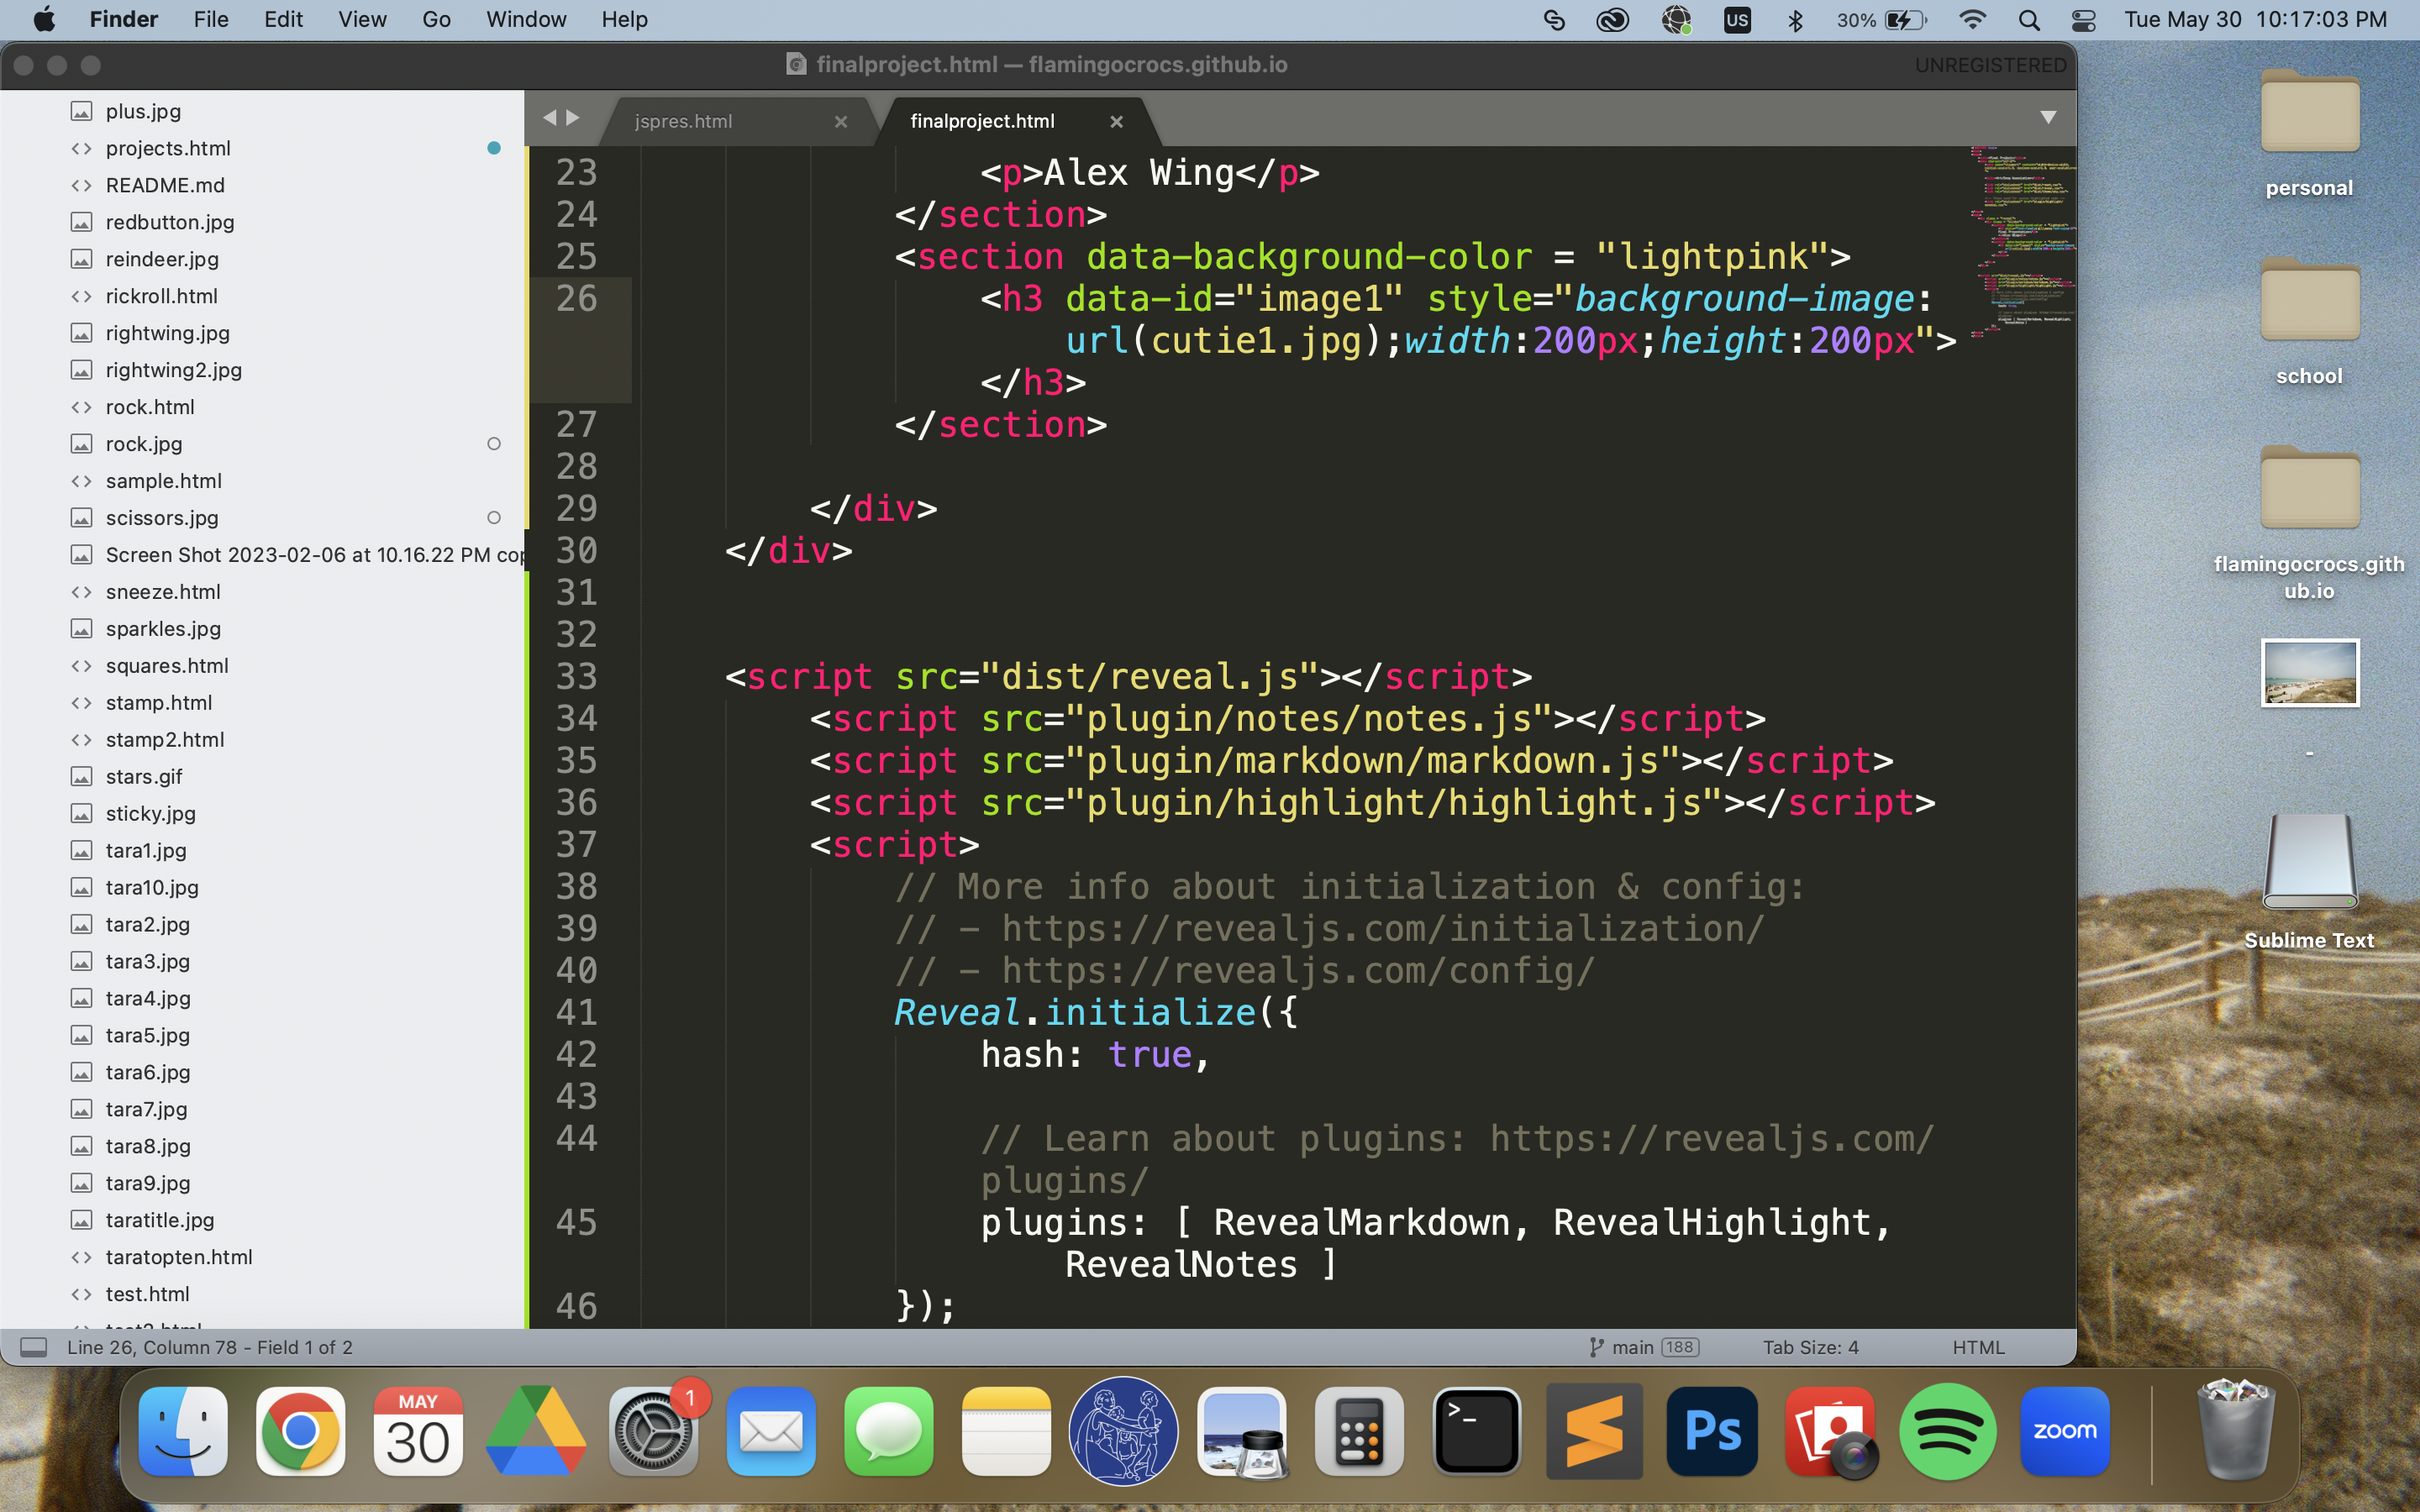 Finder File Edit View Go Window Help US 30% Tue May 30 10:17:03 PM
finalproject.html — flamingocrocs.github.io UNREGISTERED
jspres.html × finalproject.html ×
plus.jpg
projects.html
README.md
redbutton.jpg
reindeer.jpg
rickroll.html
rightwing.jpg
rightwing2.jpg
rock.html
rock.jpg
sample.html
scissors.jpg
Screen Shot 2023-02-06 at 10.16.22 PM cop
sneeze.html
sparkles.jpg
squares.html
stamp.html
stamp2.html
stars.gif
sticky.jpg
tara1.jpg
tara10.jpg
tara2.jpg
tara3.jpg
tara4.jpg
tara5.jpg
tara6.jpg
tara7.jpg
tara8.jpg
tara9.jpg
taratitle.jpg
taratopten.html
test.html
23 <p>Alex Wing</p>
24 </section>
25 <section data-background-color = "lightpink">
26 <h3 data-id="image1" style="background-image:
url(cutie1.jpg);width:200px;height:200px">
</h3>
27 </section>
28
29 </div>
30 </div>
31
32
33 <script src="dist/reveal.js"></script>
34 <script src="plugin/notes/notes.js"></script>
35 <script src="plugin/markdown/markdown.js"></script>
36 <script src="plugin/highlight/highlight.js"></script>
37 <script>
38 // More info about initialization & config:
39 // - https://revealjs.com/initialization/
40 // - https://revealjs.com/config/
41 Reveal.initialize({
42 hash: true,
43
44 // Learn about plugins: https://revealjs.com/
plugins/
45 plugins: [ RevealMarkdown, RevealHighlight,
RevealNotes ]
46 });
personal
school
flamingocrocs.gith
ub.io
-
Sublime Text
Line 26, Column 78 - Field 1 of 2 main 188 Tab Size: 4 HTML
MAY
30
1
>_
Ps
zoom